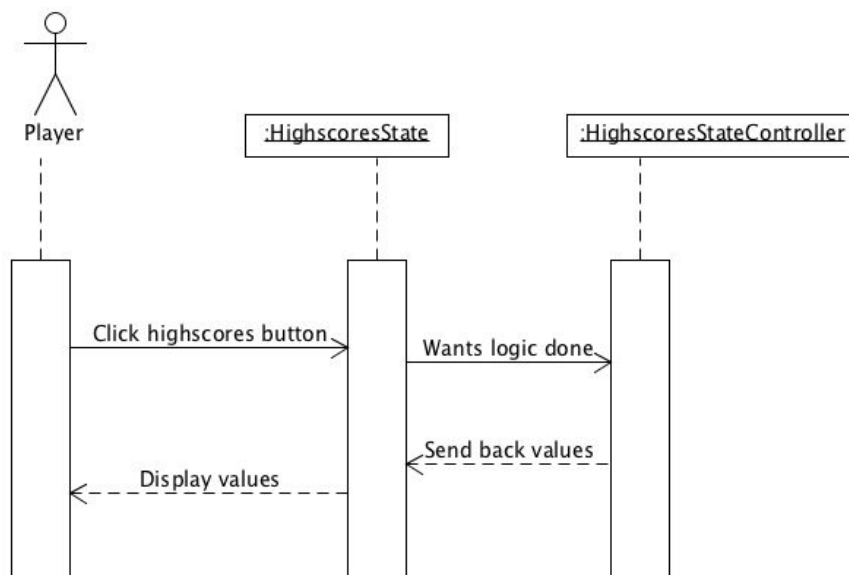 Player
:HighscoresState
:HighscoresStateController
Click highscores button
Wants logic done
Send back values
Display values